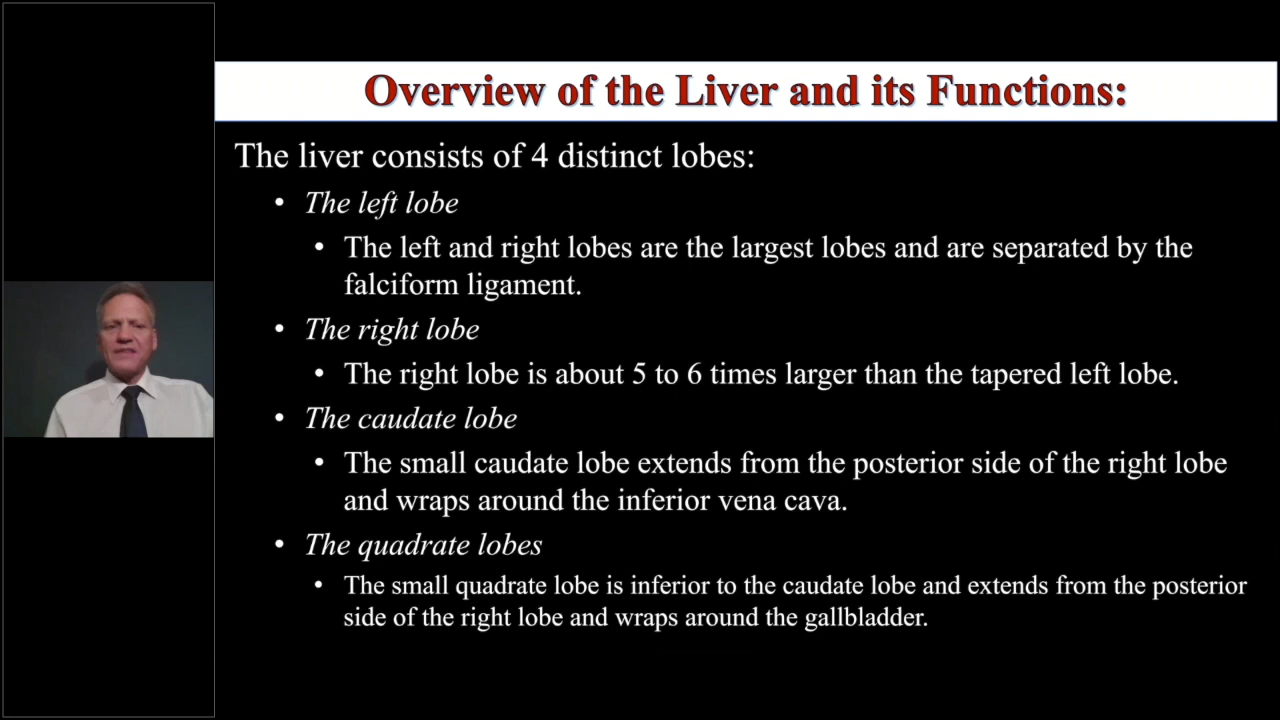 Overview of the Liver and its Functions:
The liver consists of 4 distinct lobes:
• The left lobe
• The left and right lobes are the largest lobes and are separated by the
falciform ligament.
• The right lobe
• The right lobe is about 5 to 6 times larger than the tapered left lobe.
• The caudate lobe
• The small caudate lobe extends from the posterior side of the right lobe
and wraps around the inferior vena cava.
• The quadrate lobes
• The small quadrate lobe is inferior to the caudate lobe and extends from the posterior
side of the right lobe and wraps around the gallbladder.